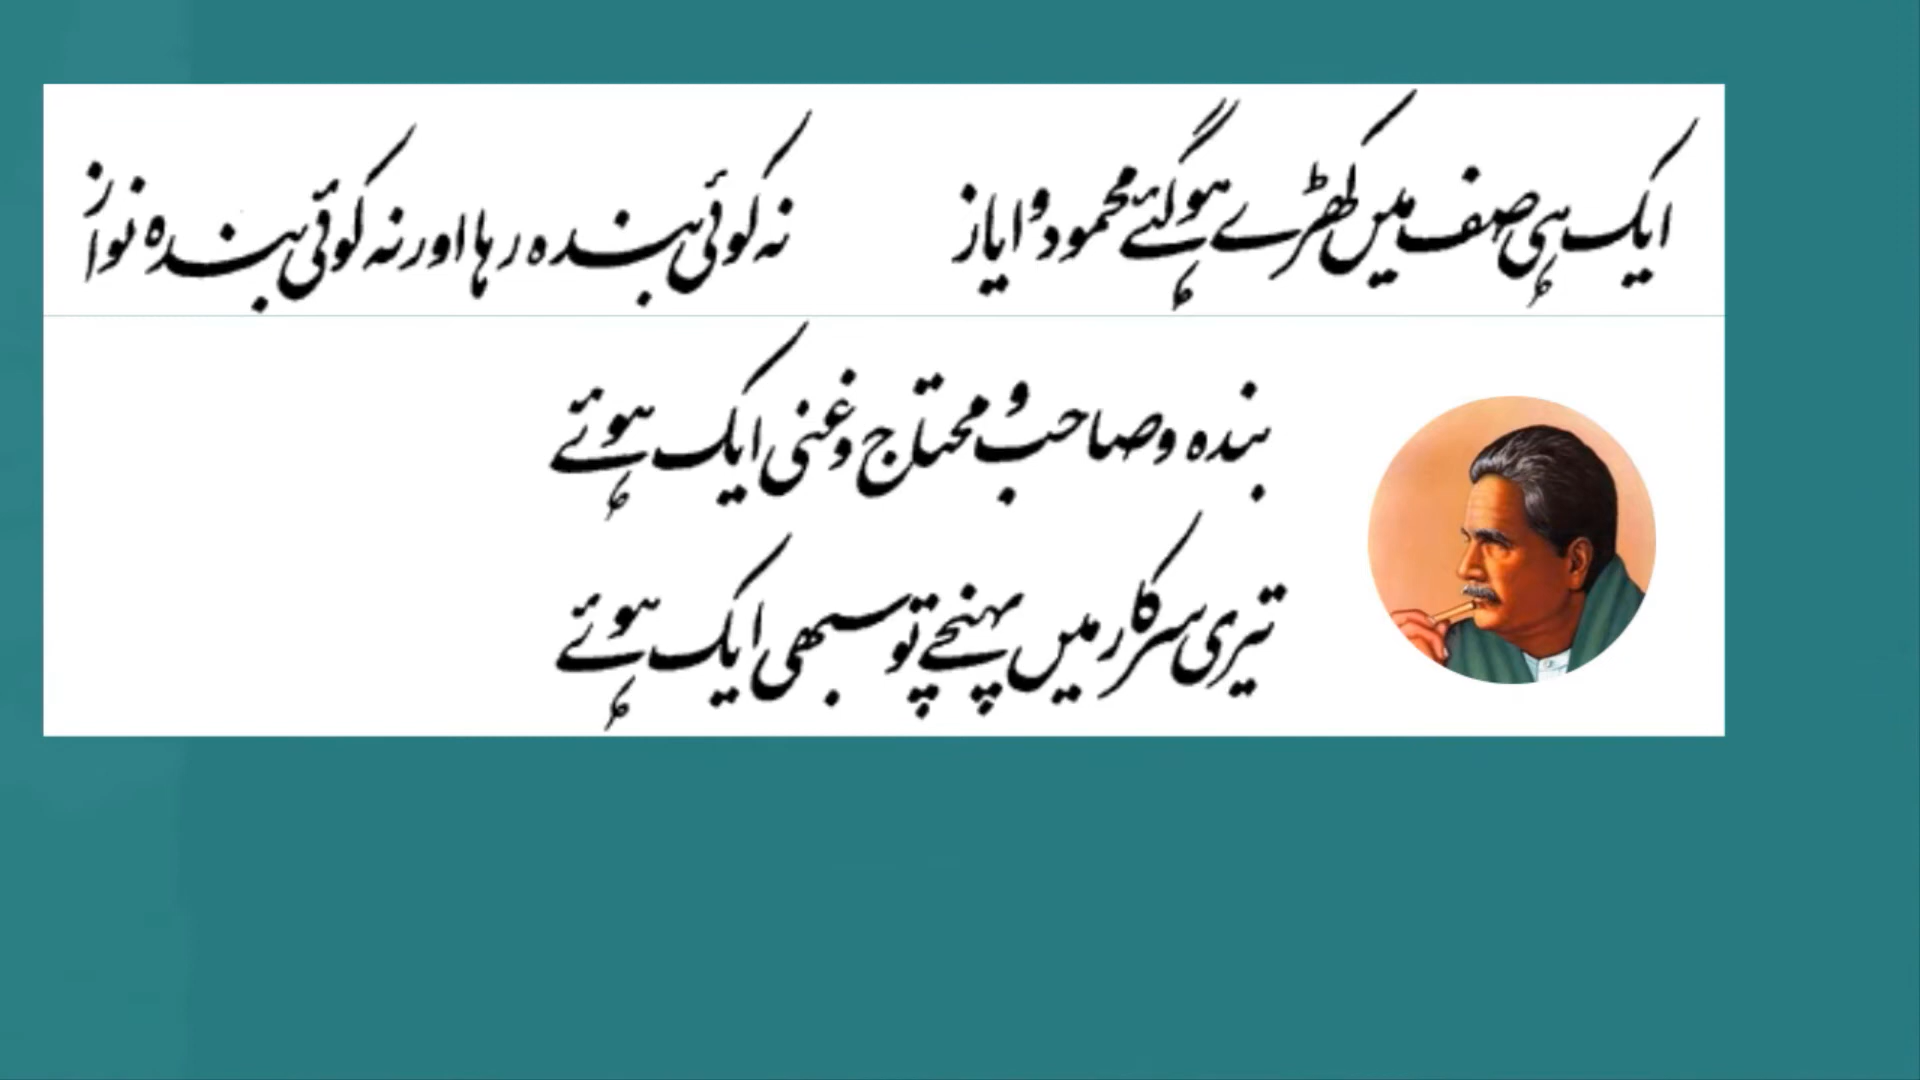 ایک ہی صف میں کھڑے ہو گئے محمود و ایاز نہ کوئی بندہ رہا اور نہ کوئی بندہ نواز
بندہ و صاحب و محتاج و غنی ایک ہوئے
تیری سرکار میں پہنچے تو سبھی ایک ہوئے